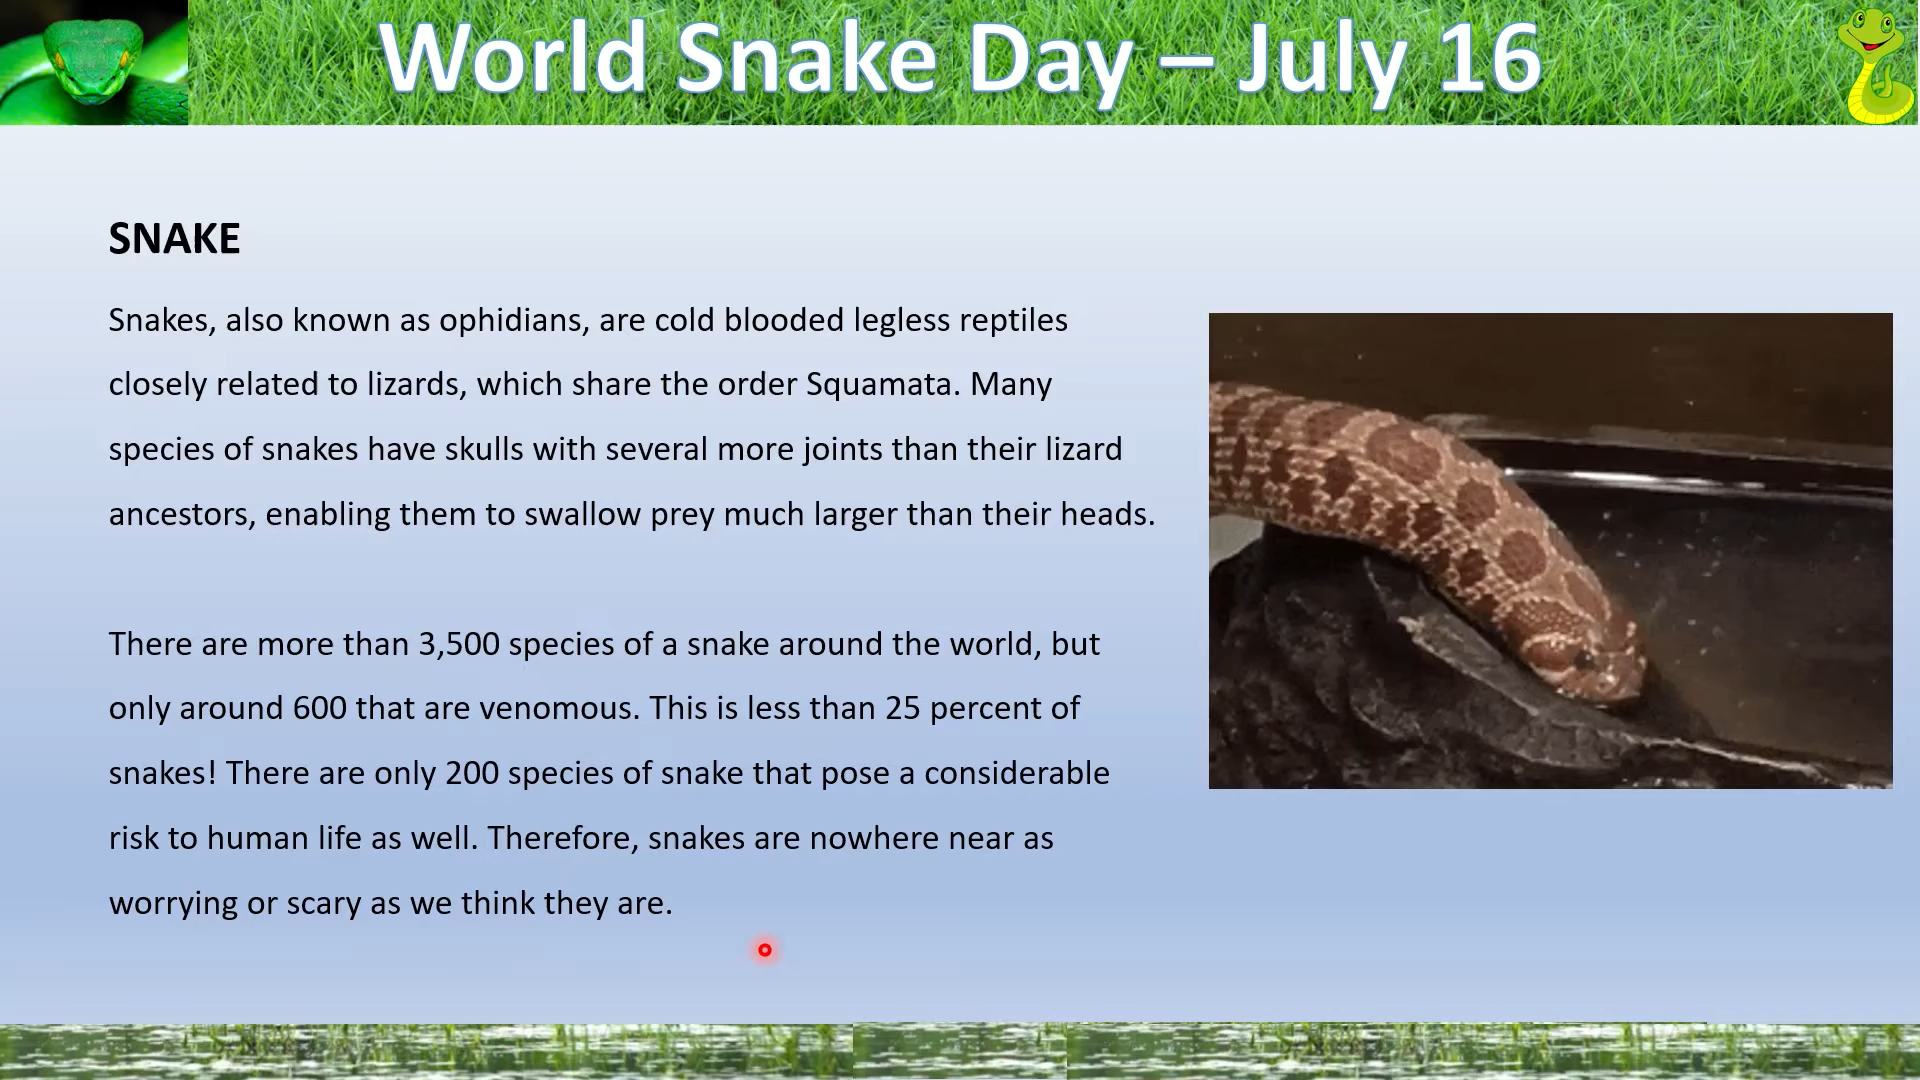 World Snake Day – July 16
SNAKE
Snakes, also known as ophidians, are cold blooded legless reptiles
closely related to lizards, which share the order Squamata. Many
species of snakes have skulls with several more joints than their lizard
ancestors, enabling them to swallow prey much larger than their heads.
There are more than 3,500 species of a snake around the world, but
only around 600 that are venomous. This is less than 25 percent of
snakes! There are only 200 species of snake that pose a considerable
risk to human life as well. Therefore, snakes are nowhere near as
worrying or scary as we think they are.